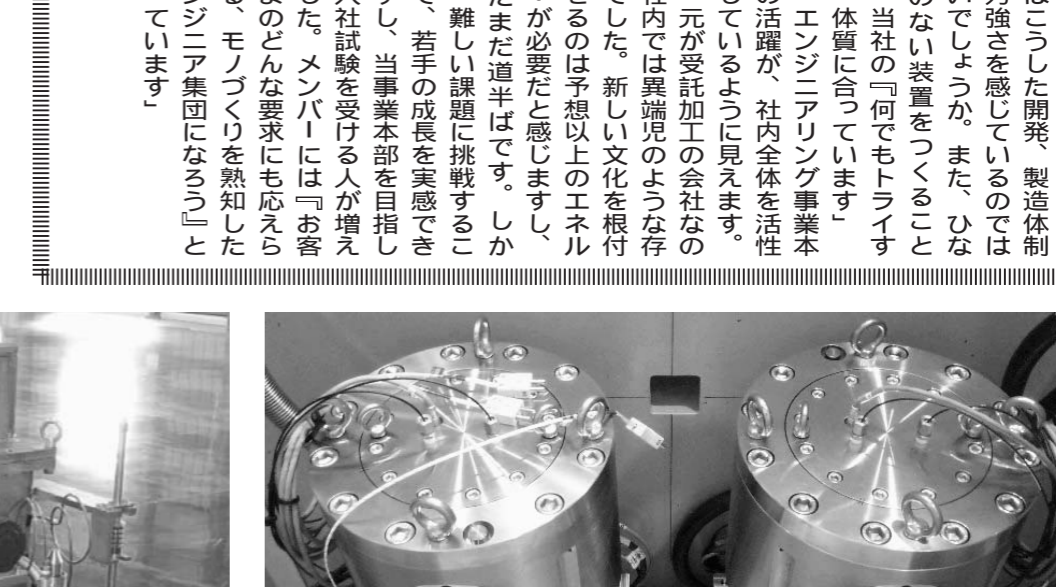 はこうした開発、製造体制
力強さを感じているのでは
いでしょうか。また、ひな
のない装置をつくること
当社の『何でもトライす
体質に合っています」
エンジニアリング事業本
の活躍が、社内全体を活性
しているように見えます。
元が受託加工の会社なの
社内では異端児のような存
でした。新しい文化を根付
せるのは予想以上のエネル
が必要だと感じますし、
だまだ道半ばです。しか
難しい課題に挑戦するこ
で、若手の成長を実感でき
すし、当事業本部を目指し
入社試験を受ける人が増え
した。メンバーには『お客
まのどんな要求にも応えら
る、モノづくりを熟知した
ジニア集団になろう』と
ています」